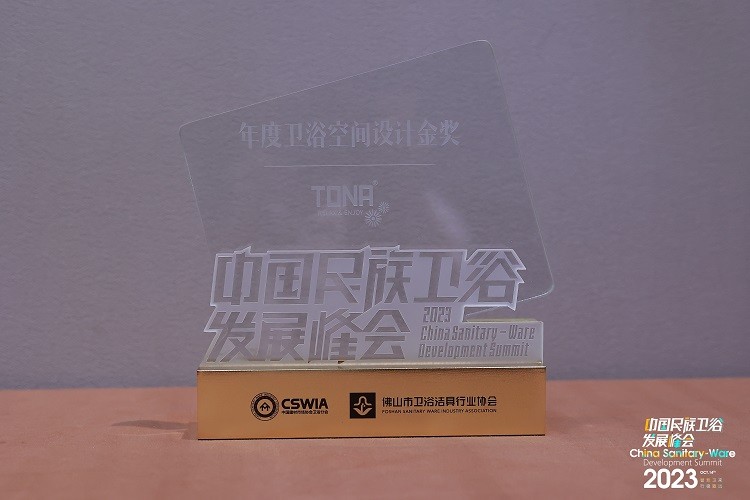 年度卫浴空间设计金奖
TONA
中国民族卫浴
发展峰会
2023
China Sanitary-Ware
Development Summit
CSWIA
佛山市卫浴洁具行业协会
FOSHAN SANITARY WARE INDUSTRY ASSOCIATION
中国民族卫浴
发展峰会
China Sanitary-Ware
Development Summit
2023
OCT.14TH